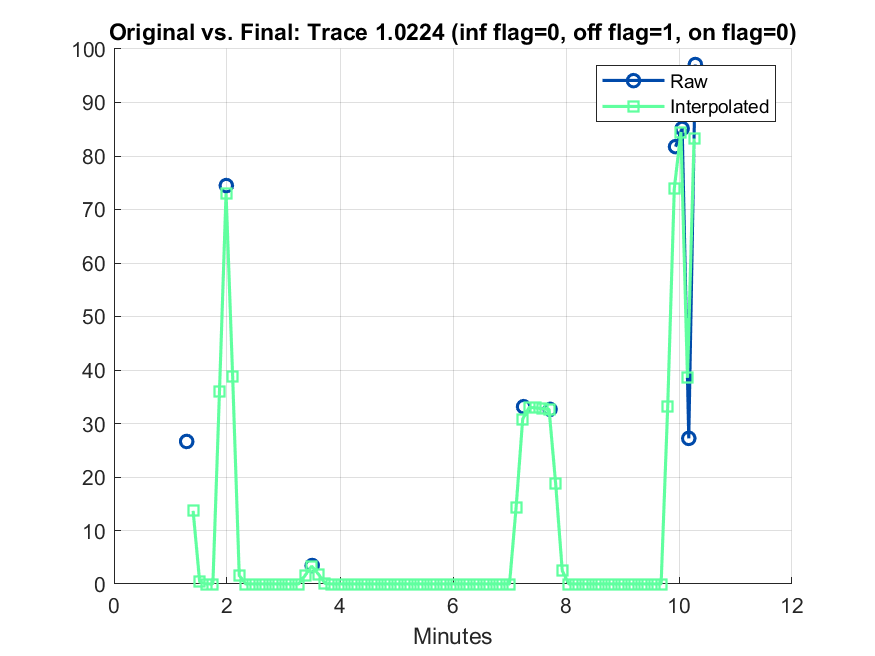 Original vs. Final: Trace 1.0224 (inf flag=0, off flag=1, on flag=0)
100
90
80
70
60
50
40
30
20
10
0
Raw
Interpolated
0 2 4 6 8 10 12
Minutes